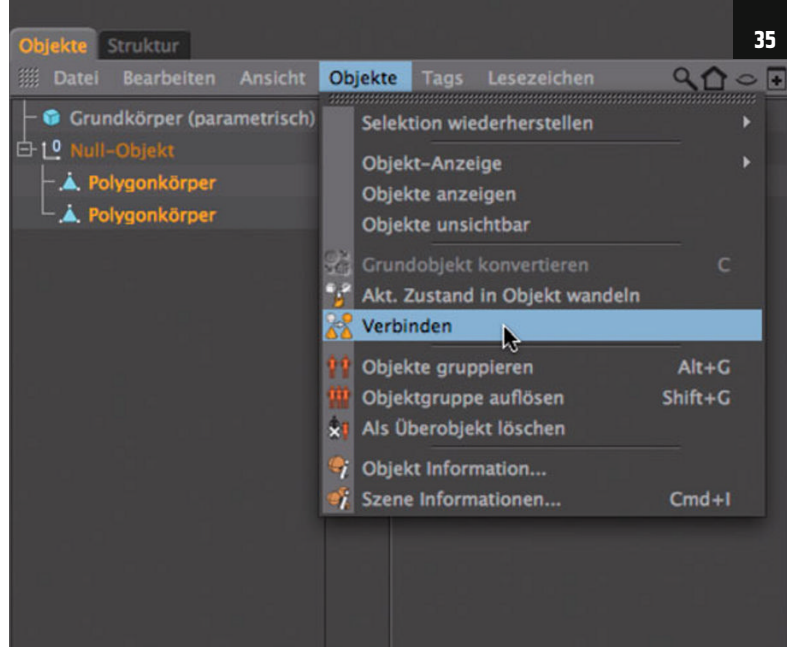 35
Objekte Struktur
Datei Bearbeiten Ansicht Objekte Tags Lesezeichen
Grundkörper (parametrisch)
Null-Objekt
Polygonkörper
Polygonkörper
Selektion wiederherstellen
Objekt-Anzeige
Objekte anzeigen
Objekte unsichtbar
Grundobjekt konvertieren C
Akt. Zustand in Objekt wandeln
Verbinden
Objekte gruppieren Alt+G
Objektgruppe auflösen Shift+G
Als Überobjekt löschen
Objekt Information...
Szene Informationen... Cmd+I